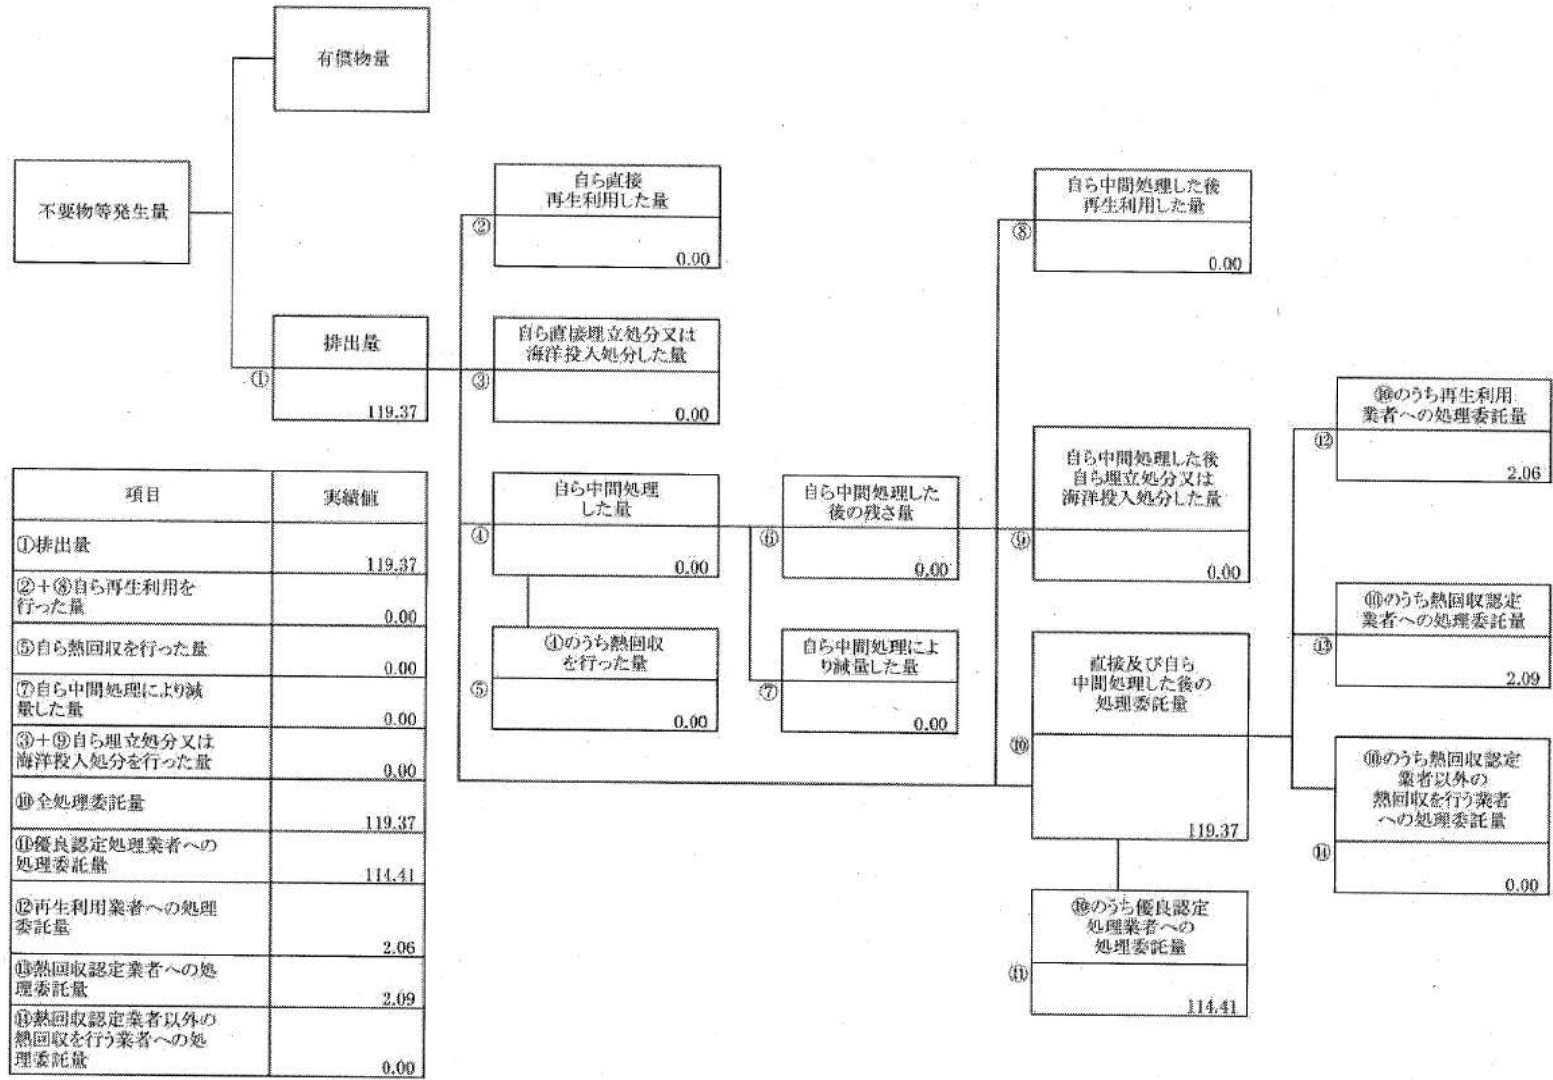 有償物量
不要物等発生量
排出量
①
119.37
自ら直接
再生利用した量
②
0.00
自ら直接埋立処分又は
海洋投入処分した量
③
0.00
自ら中間処理
した量
④
0.00
④のうち熱回収
を行った量
⑤
0.00
自ら中間処理した
後の残さ量
⑥
0.00
自ら中間処理によ
り減量した量
⑦
0.00
自ら中間処理した後
再生利用した量
⑧
0.00
自ら中間処理した後
自ら埋立処分又は
海洋投入処分した量
⑨
0.00
直接及び自ら
中間処理した後の
処理委託量
⑩
119.37
⑩のうち優良認定
処理業者への
処理委託量
⑪
114.41
⑩のうち再生利用
業者への処理委託量
⑫
2.06
⑩のうち熱回収認定
業者への処理委託量
⑬
2.09
⑩のうち熱回収認定
業者以外の
熱回収を行う業者
への処理委託量
⑭
0.00
項目 実績値
①排出量
119.37
②+⑧自ら再生利用を
行った量
0.00
⑤自ら熱回収を行った量
0.00
⑦自ら中間処理により減
量した量
0.00
③+⑨自ら埋立処分又は
海洋投入処分を行った量
0.00
⑩全処理委託量
119.37
⑪優良認定処理業者への
処理委託量
114.41
⑫再生利用業者への処理
委託量
2.06
⑬熱回収認定業者への処
理委託量
2.09
⑭熱回収認定業者以外の
熱回収を行う業者への処
理委託量
0.00